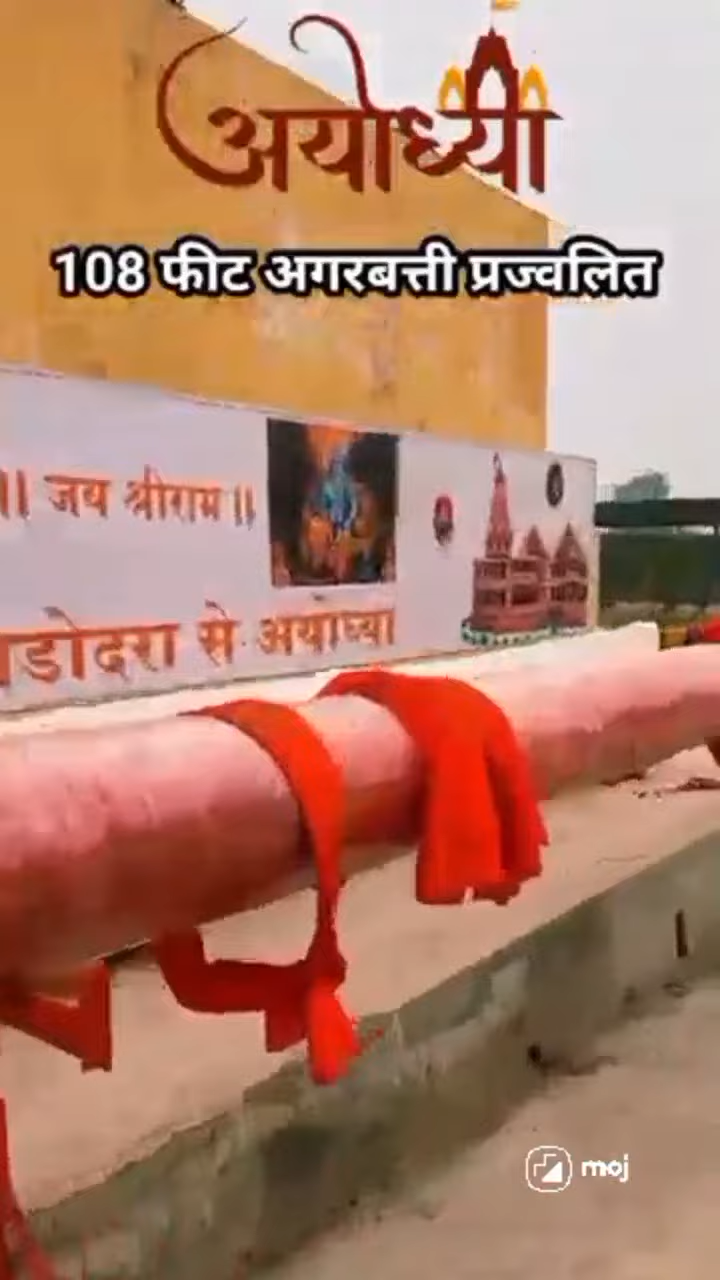 अयोध्या
108 फीट अगरबत्ती प्रज्वलित
|| जय श्रीराम ||
से अयोध्या
moj